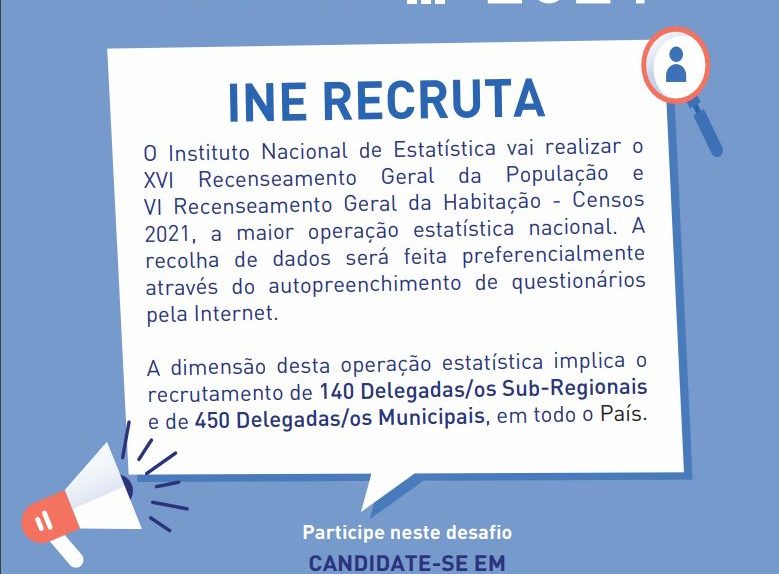 INE RECRUTA
O Instituto Nacional de Estatística vai realizar o
XVI Recenseamento Geral da População e
VI Recenseamento Geral da Habitação - Censos
2021, a maior operação estatística nacional. A
recolha de dados será feita preferencialmente
através do autopreenchimento de questionários
pela Internet.
A dimensão desta operação estatística implica o
recrutamento de 140 Delegadas/os Sub-Regionais
e de 450 Delegadas/os Municipais, em todo o País.
Participe neste desafio
CANDIDATE-SE EM